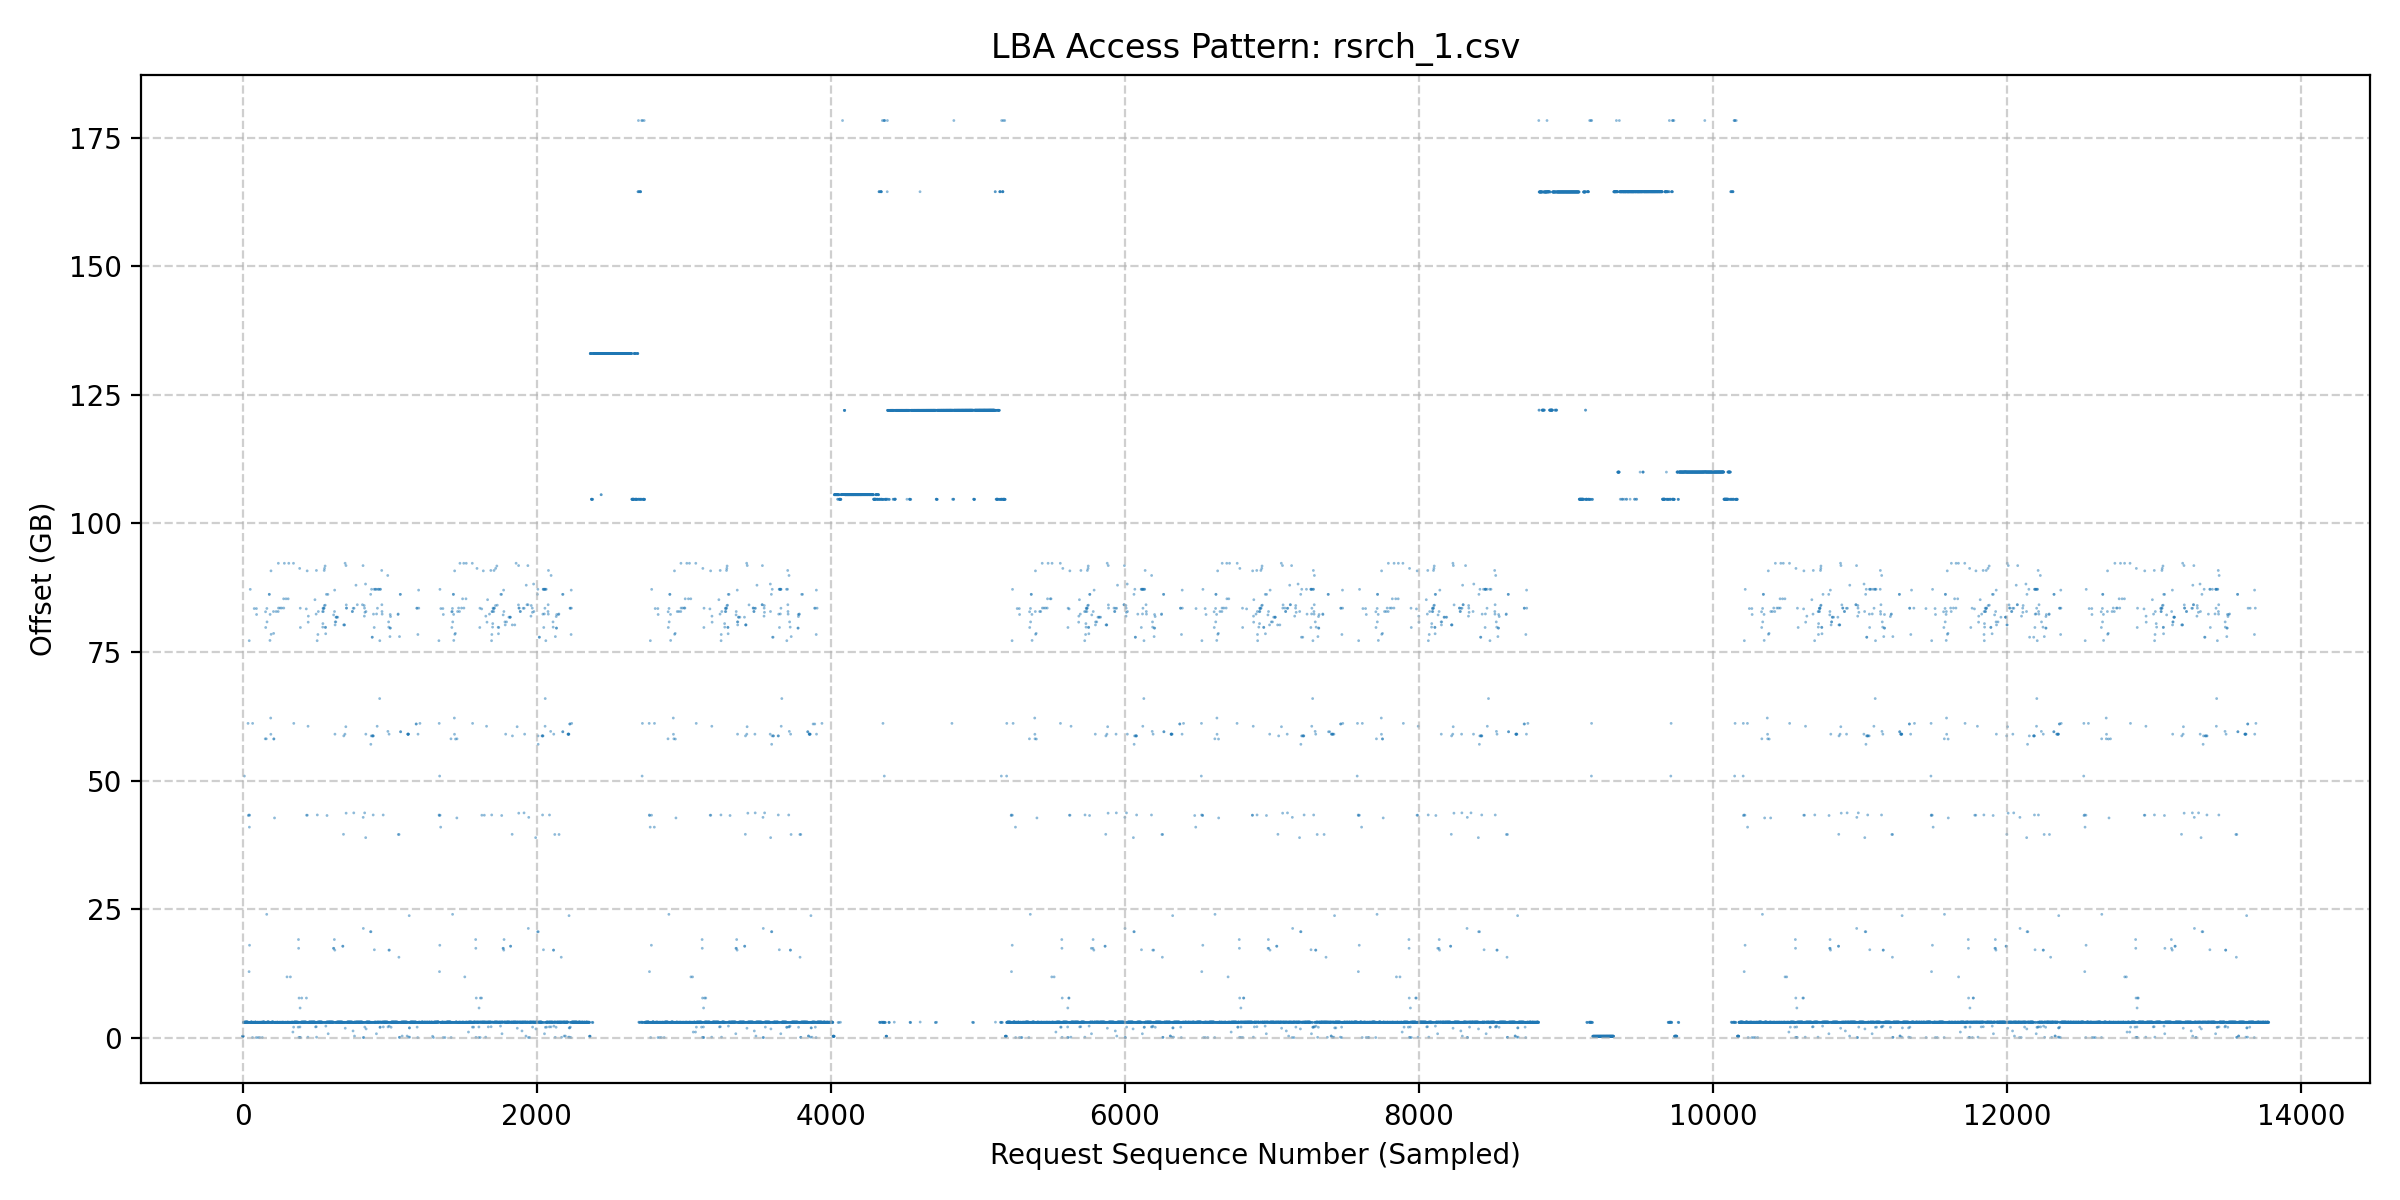 LBA Access Pattern: rsrch_1.csv
Offset (GB)
175
150
125
100
75
50
25
0
0 2000 4000 6000 8000 10000 12000 14000
Request Sequence Number (Sampled)